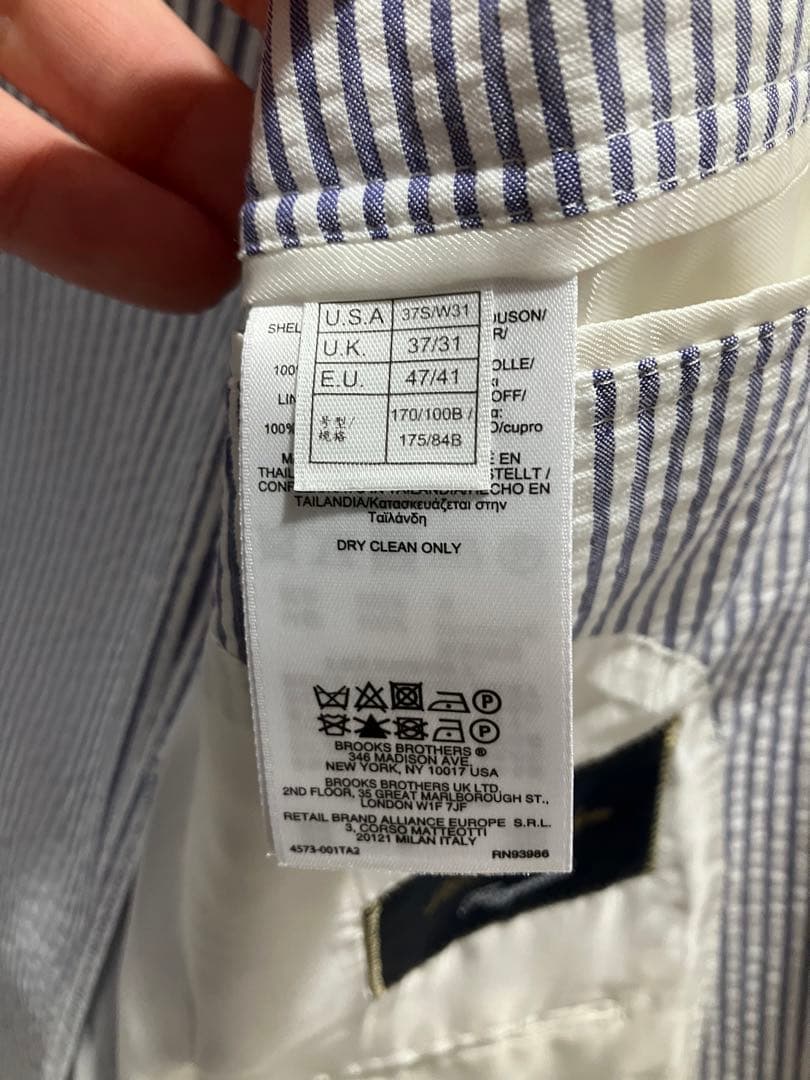 U.S.A 37S/W31
U.K. 37/31
E.U. 47/41
号型/ 170/100B /
规格 175/84B
SHEL
100
LIN
100%
THAIL
CONF
OUSON/
R/
OLLE/
OFF/
α:
/cupro
E EN
STELLT /
HECHO EN
TAILANDIA/Κατασκευάζεται στην
Ταϊλάνδη
DRY CLEAN ONLY
BROOKS BROTHERS ®
346 MADISON AVE,
NEW YORK, NY 10017 USA
BROOKS BROTHERS UK LTD,
2ND FLOOR, 35 GREAT MARLBOROUGH ST.,
LONDON W1F 7JF
RETAIL BRAND ALLIANCE EUROPE S.R.L.
3, CORSO MATTEOTTI
20121 MILAN ITALY
4573-001TA2 RN93986